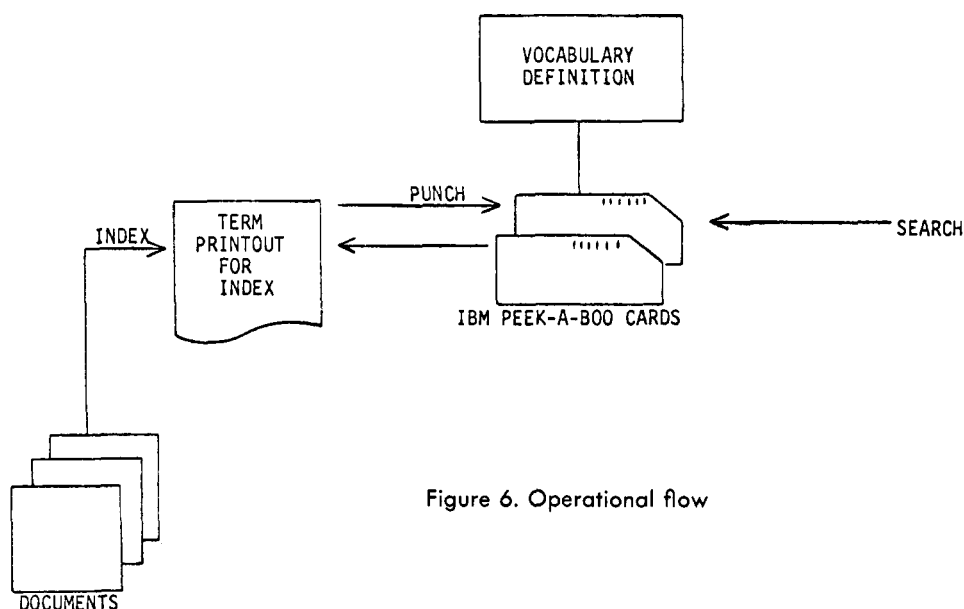 VOCABULARY
DEFINITION
PUNCH
TERM
PRINTOUT
FOR
INDEX
INDEX
SEARCH
IBM PEEK-A-BOO CARDS
Figure 6. Operational flow
DOCUMENTS